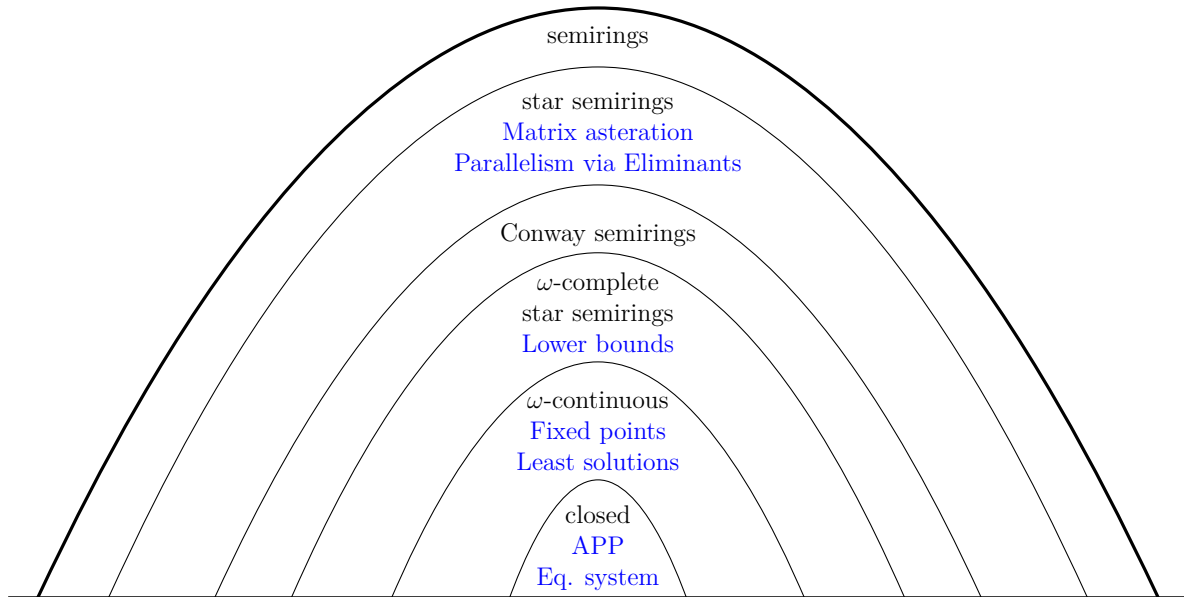 semirings
star semirings
Matrix asteration
Parallelism via Eliminants
Conway semirings
ω-complete
star semirings
Lower bounds
ω-continuous
Fixed points
Least solutions
closed
APP
Eq. system